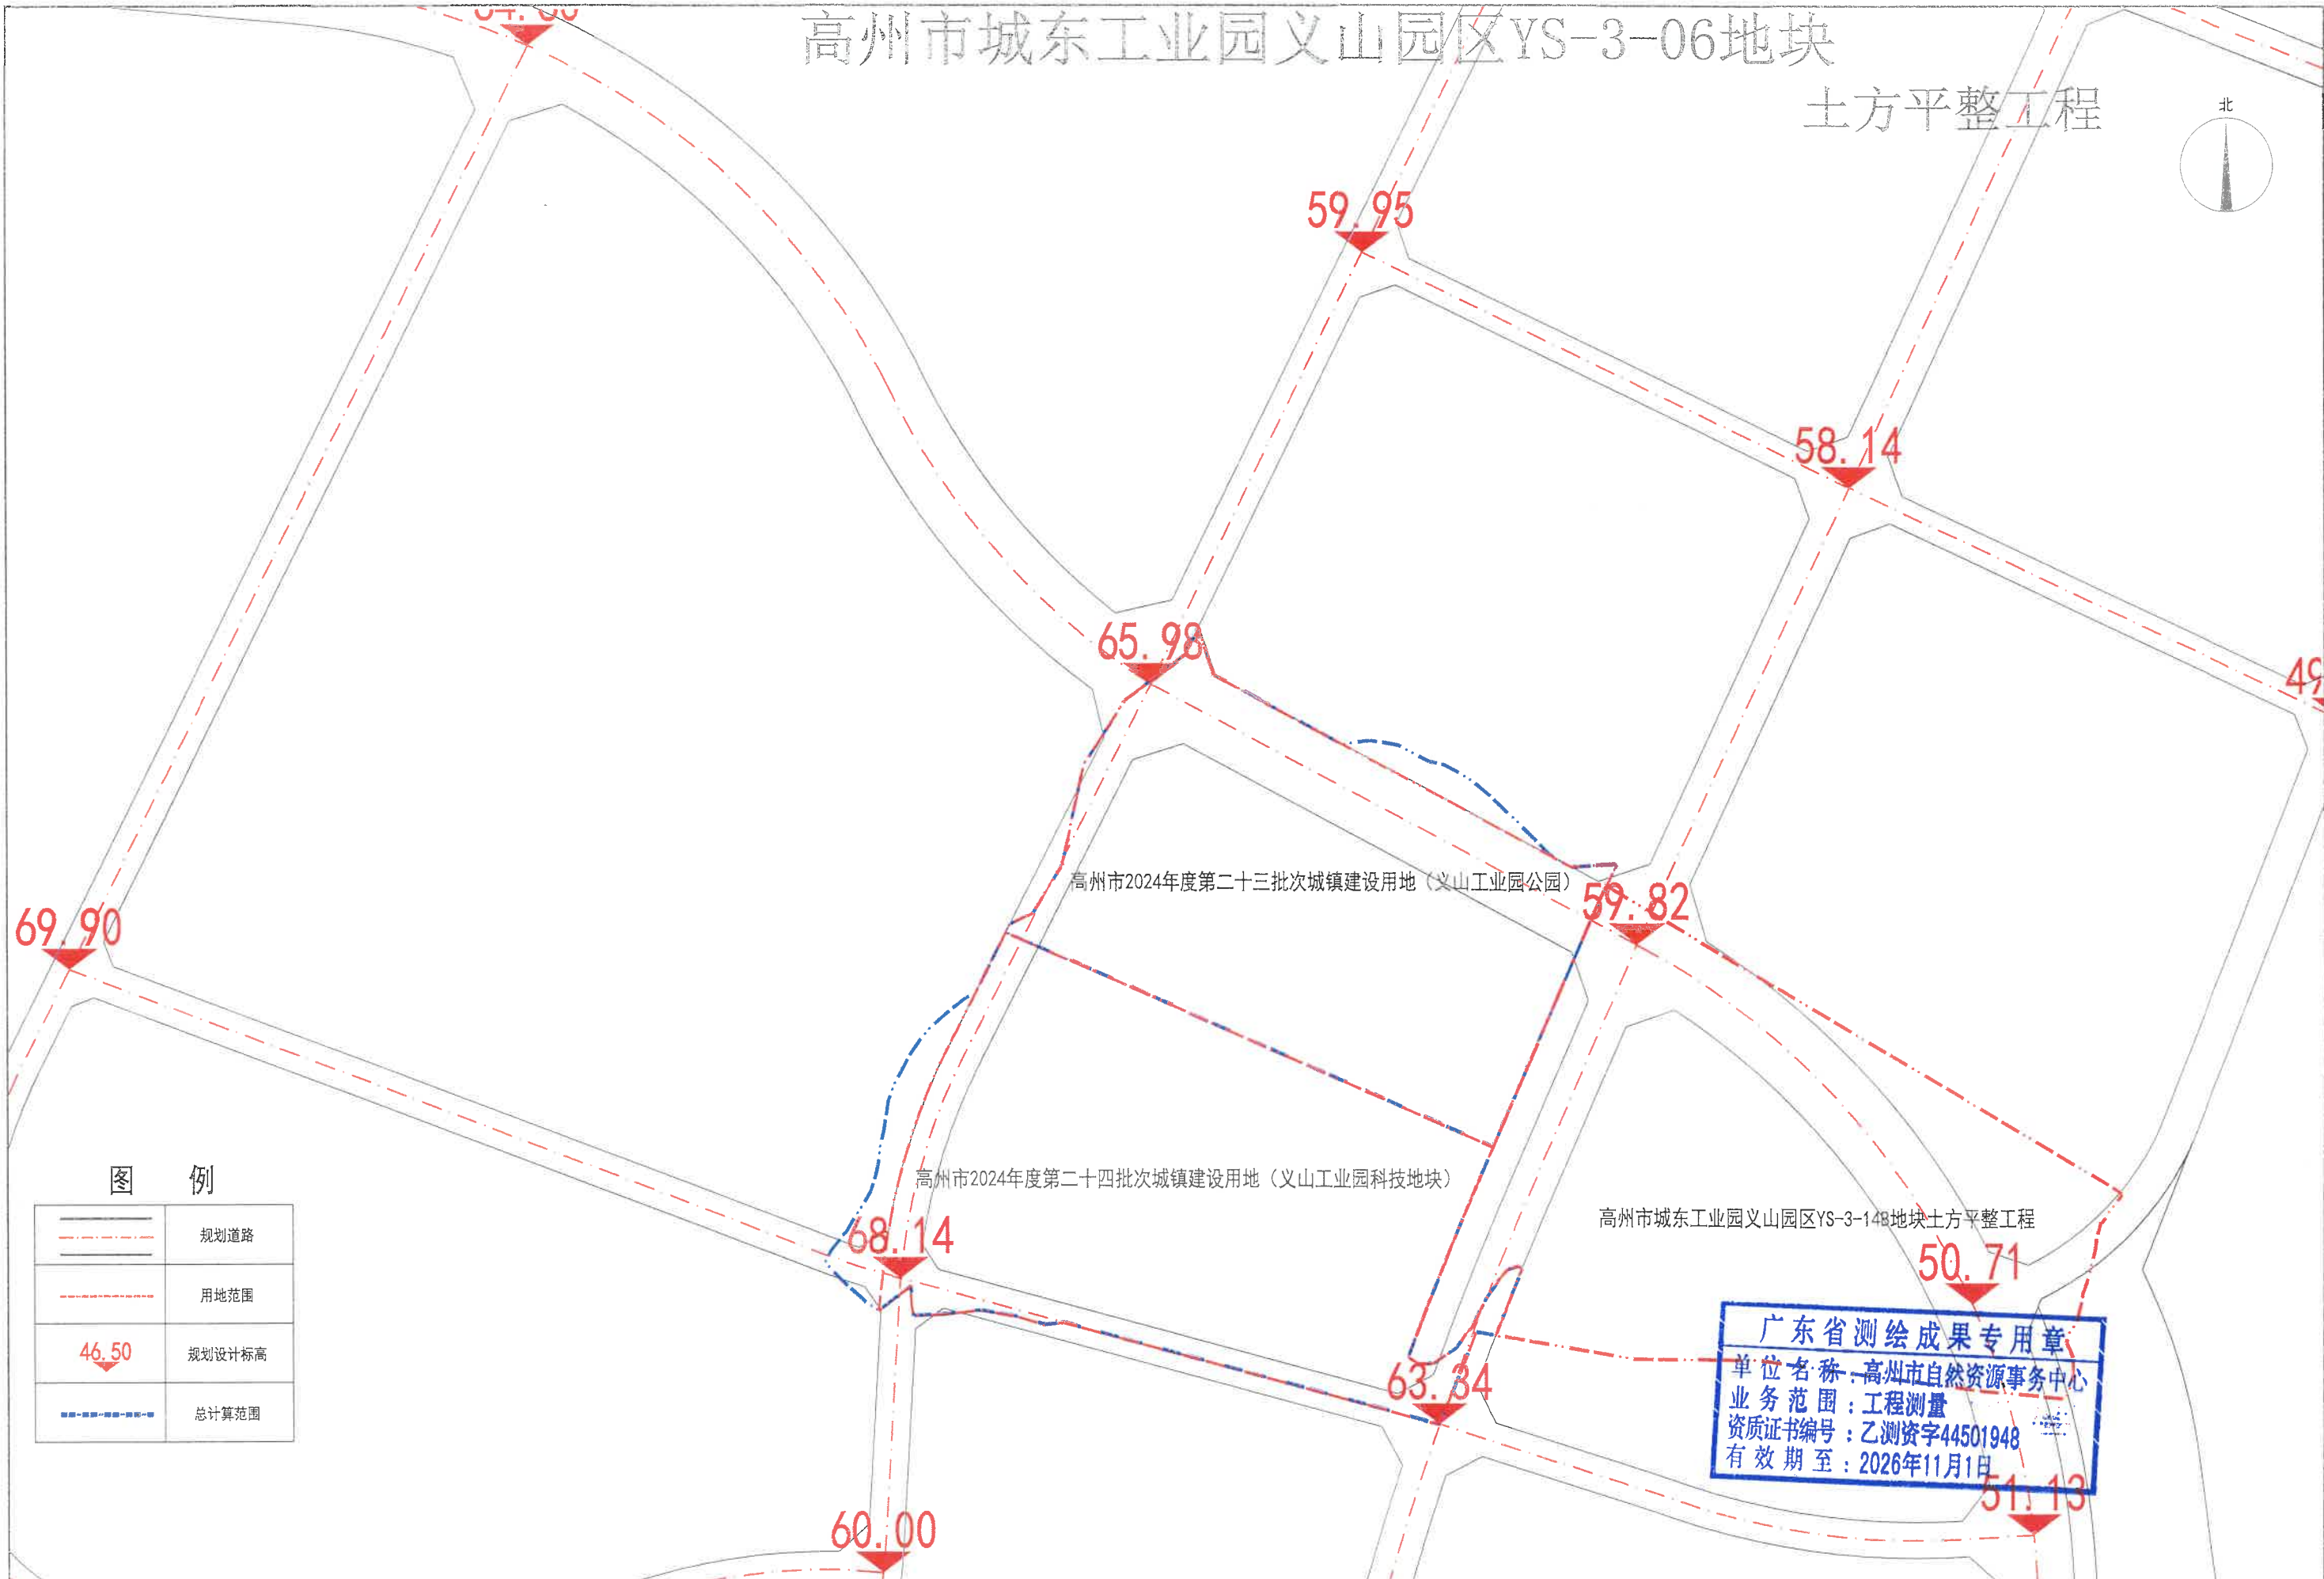 高州市城东工业园义山园区YS-3-06地块
土方平整工程
北
59.95
58.14
65.98
高州市2024年度第二十三批次城镇建设用地（义山工业园公园）
59.82
69.90
高州市2024年度第二十四批次城镇建设用地（义山工业园科技地块）
68.14
高州市城东工业园义山园区YS-3-14B地块土方平整工程
50.71
63.34
51.13
60.00
图 例
规划道路
用地范围
46.50 规划设计标高
总计算范围
广东省测绘成果专用章
单位名称：高州市自然资源事务中心
业务范围：工程测量
资质证书编号：乙测资字44501948
有效期至：2026年11月1日